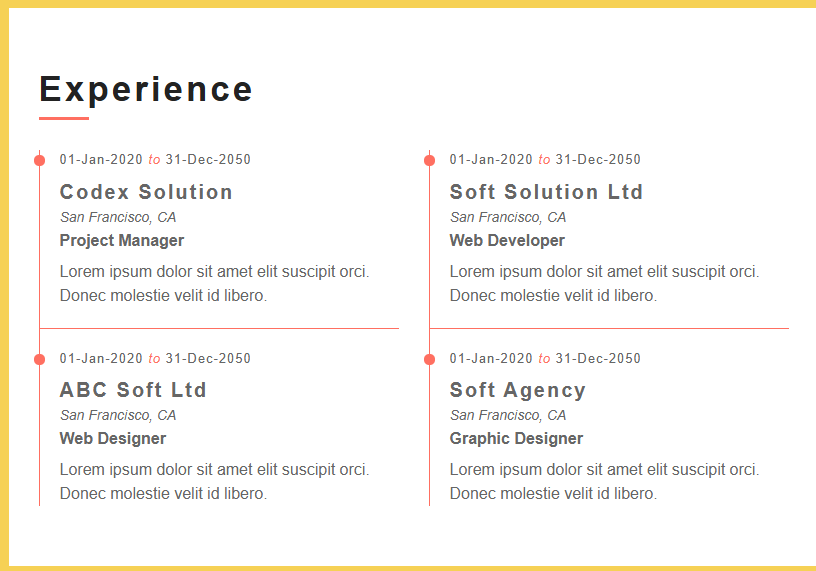 Experience
01-Jan-2020 to 31-Dec-2050
Codex Solution
San Francisco, CA
Project Manager
Lorem ipsum dolor sit amet elit suscipit orci.
Donec molestie velit id libero.
01-Jan-2020 to 31-Dec-2050
Soft Solution Ltd
San Francisco, CA
Web Developer
Lorem ipsum dolor sit amet elit suscipit orci.
Donec molestie velit id libero.
01-Jan-2020 to 31-Dec-2050
ABC Soft Ltd
San Francisco, CA
Web Designer
Lorem ipsum dolor sit amet elit suscipit orci.
Donec molestie velit id libero.
01-Jan-2020 to 31-Dec-2050
Soft Agency
San Francisco, CA
Graphic Designer
Lorem ipsum dolor sit amet elit suscipit orci.
Donec molestie velit id libero.